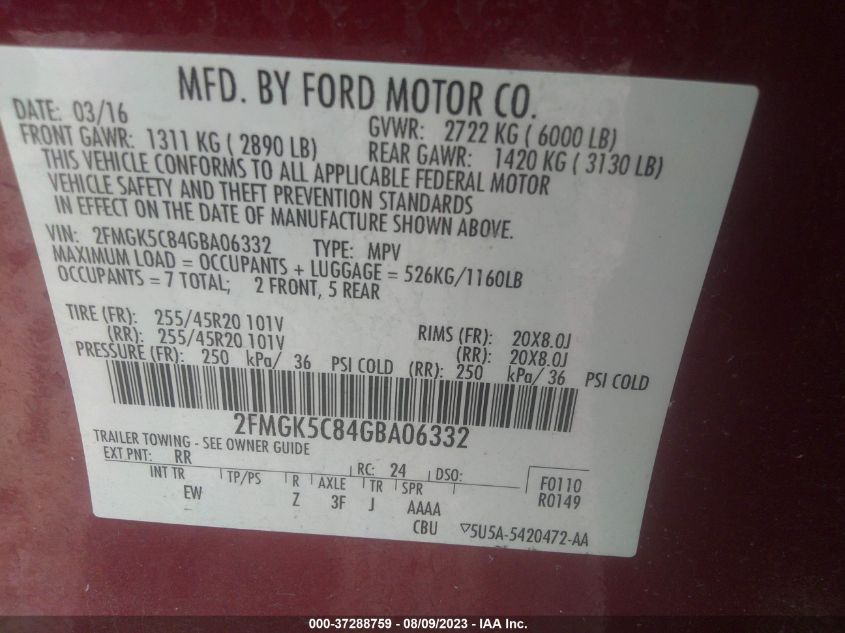 MFD. BY FORD MOTOR CO.
DATE: 03/16 GVWR: 2722 KG ( 6000 LB)
FRONT GAWR: 1311 KG ( 2890 LB) REAR GAWR: 1420 KG ( 3130 LB)
THIS VEHICLE CONFORMS TO ALL APPLICABLE FEDERAL MOTOR
VEHICLE SAFETY AND THEFT PREVENTION STANDARDS
IN EFFECT ON THE DATE OF MANUFACTURE SHOWN ABOVE.
VIN: 2FMGK5C84GBA06332 TYPE: MPV
MAXIMUM LOAD = OCCUPANTS + LUGGAGE = 526KG/1160LB
OCCUPANTS = 7 TOTAL; 2 FRONT, 5 REAR
TIRE (FR): 255/45R20 101V RIMS (FR): 20X8.0J
(RR): 255/45R20 101V (RR): 20X8.0J
PRESSURE (FR): 250 kPa/ 36 PSI COLD (RR): 250 kPa/ 36 PSI COLD
2FMGK5C84GBA06332
TRAILER TOWING - SEE OWNER GUIDE
EXT PNT: RR RC: 24 DSO: F0110
INT TR TP/PS R AXLE TR SPR R0149
EW Z 3F J AAAA
CBU ▽5U5A-5420472-AA
000-37288759 - 08/09/2023 - IAA Inc.